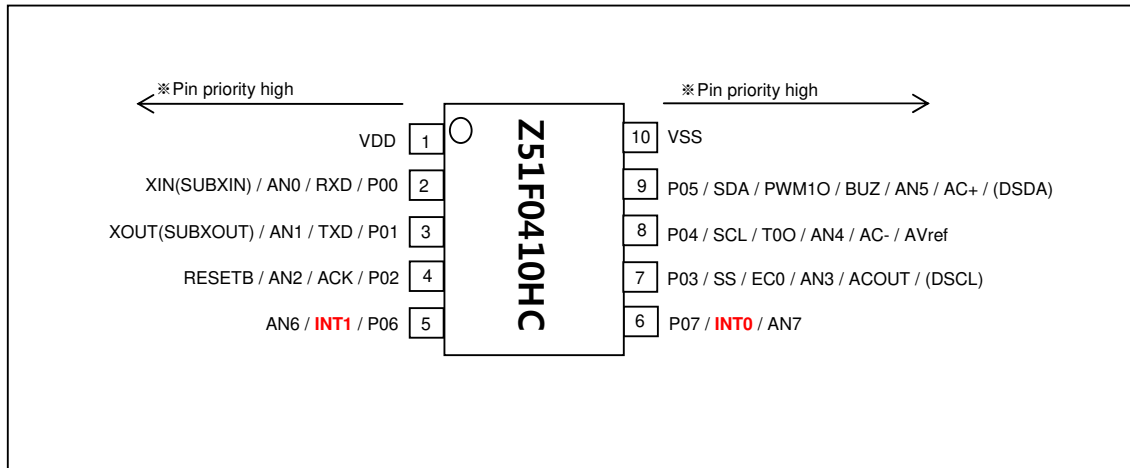 ※Pin priority high
※Pin priority high
VDD 1
XIN(SUBXIN) / AN0 / RXD / P00 2
XOUT(SUBXOUT) / AN1 / TXD / P01 3
RESETB / AN2 / ACK / P02 4
AN6 / INT1 / P06 5
Z51F0410HC
10 VSS
9 P05 / SDA / PWM1O / BUZ / AN5 / AC+ / (DSDA)
8 P04 / SCL / T0O / AN4 / AC- / AVref
7 P03 / SS / EC0 / AN3 / ACOUT / (DSCL)
6 P07 / INT0 / AN7